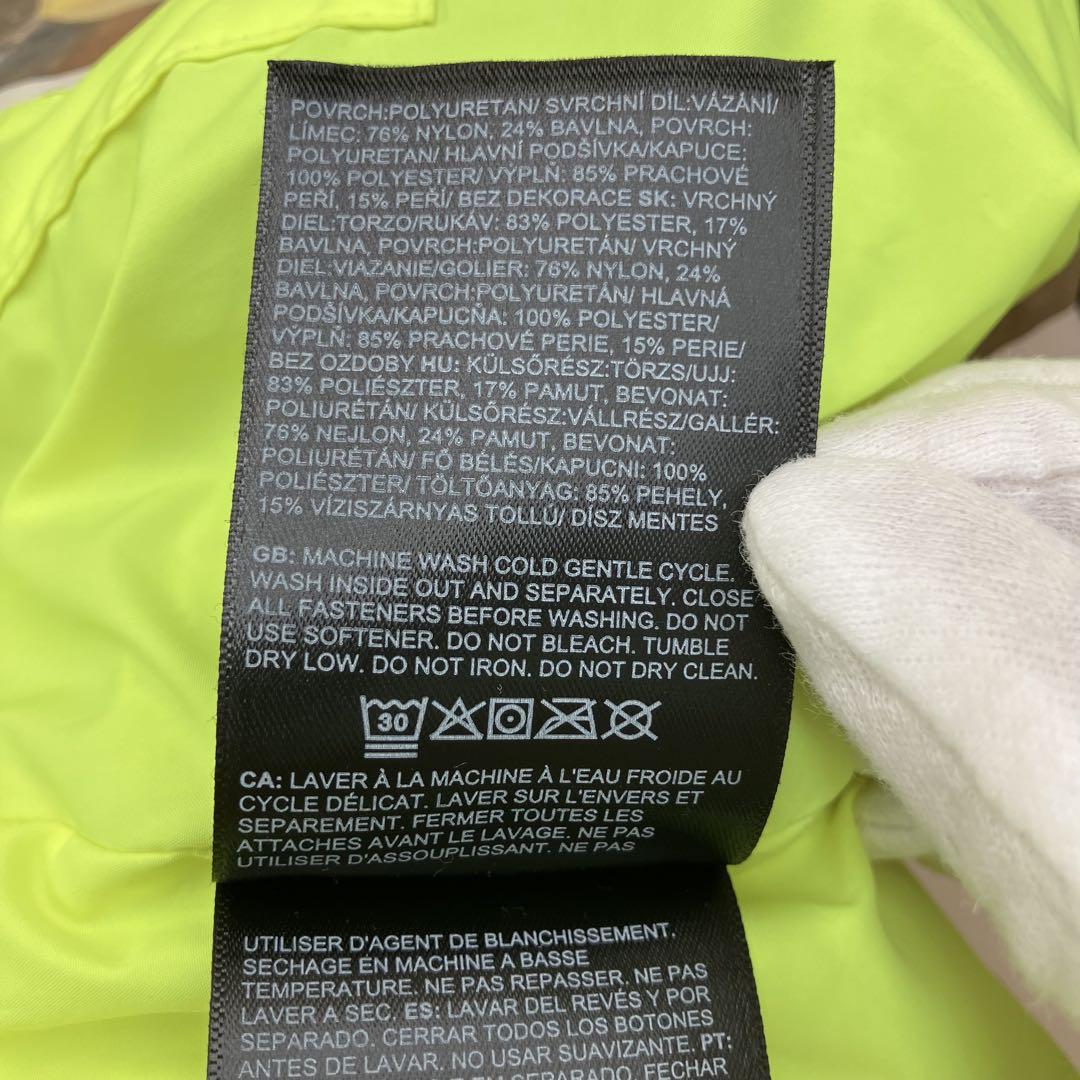 POVRCH:POLYURETAN/ SVRCHNÍ DÍL:VÁZÁNÍ/
LÍMEC: 76% NYLON, 24% BAVLNA, POVRCH:
POLYURETAN/ HLAVNÍ PODŠÍVKA/KAPUCE:
100% POLYESTER/ VÝPLŇ: 85% PRACHOVÉ
PEŘÍ, 15% PEŘÍ/ BEZ DEKORACE SK: VRCHNÝ
DIEL:TORZO/RUKÁV: 83% POLYESTER, 17%
BAVLNA, POVRCH:POLYURETÁN/ VRCHNÝ
DIEL:VIAZANIE/GOLIER: 76% NYLON, 24%
BAVLNA, POVRCH:POLYURETÁN/ HLAVNÁ
PODŠÍVKA/KAPUCŇA: 100% POLYESTER/
VÝPLŇ: 85% PRACHOVÉ PERIE, 15% PERIE/
BEZ OZDOBY HU: KÜLSŐRÉSZ:TÖRZS/UJJ:
83% POLIÉSZTER, 17% PAMUT, BEVONAT:
POLIURÉTÁN/ KÜLSŐRÉSZ:VÁLLRÉSZ/GALLÉR:
76% NEJLON, 24% PAMUT, BEVONAT:
POLIURÉTÁN/ FŐ BÉLÉS/KAPUCNI: 100%
POLIÉSZTER/ TÖLTŐANYAG: 85% PEHELY,
15% VÍZISZÁRNYAS TOLLU/ DÍSZ MENTES
GB: MACHINE WASH COLD GENTLE CYCLE.
WASH INSIDE OUT AND SEPARATELY. CLOSE
ALL FASTENERS BEFORE WASHING. DO NOT
USE SOFTENER. DO NOT BLEACH. TUMBLE
DRY LOW. DO NOT IRON. DO NOT DRY CLEAN.
30
CA: LAVER À LA MACHINE À L'EAU FROIDE AU
CYCLE DÉLICAT. LAVER SUR L'ENVERS ET
SEPAREMENT. FERMER TOUTES LES
ATTACHES AVANT LE LAVAGE. NE PAS
UTILISER D'ASSOUPLISSANT. NE PAS
UTILISER D'AGENT DE BLANCHISSEMENT.
SECHAGE EN MACHINE A BASSE
TEMPERATURE. NE PAS REPASSER. NE PAS
LAVER A SEC. ES: LAVAR DEL REVÉS Y POR
SEPARADO. CERRAR TODOS LOS BOTONES
ANTES DE LAVAR. NO USAR SUAVIZANTE. PT:
SEPARADO. FECHAR